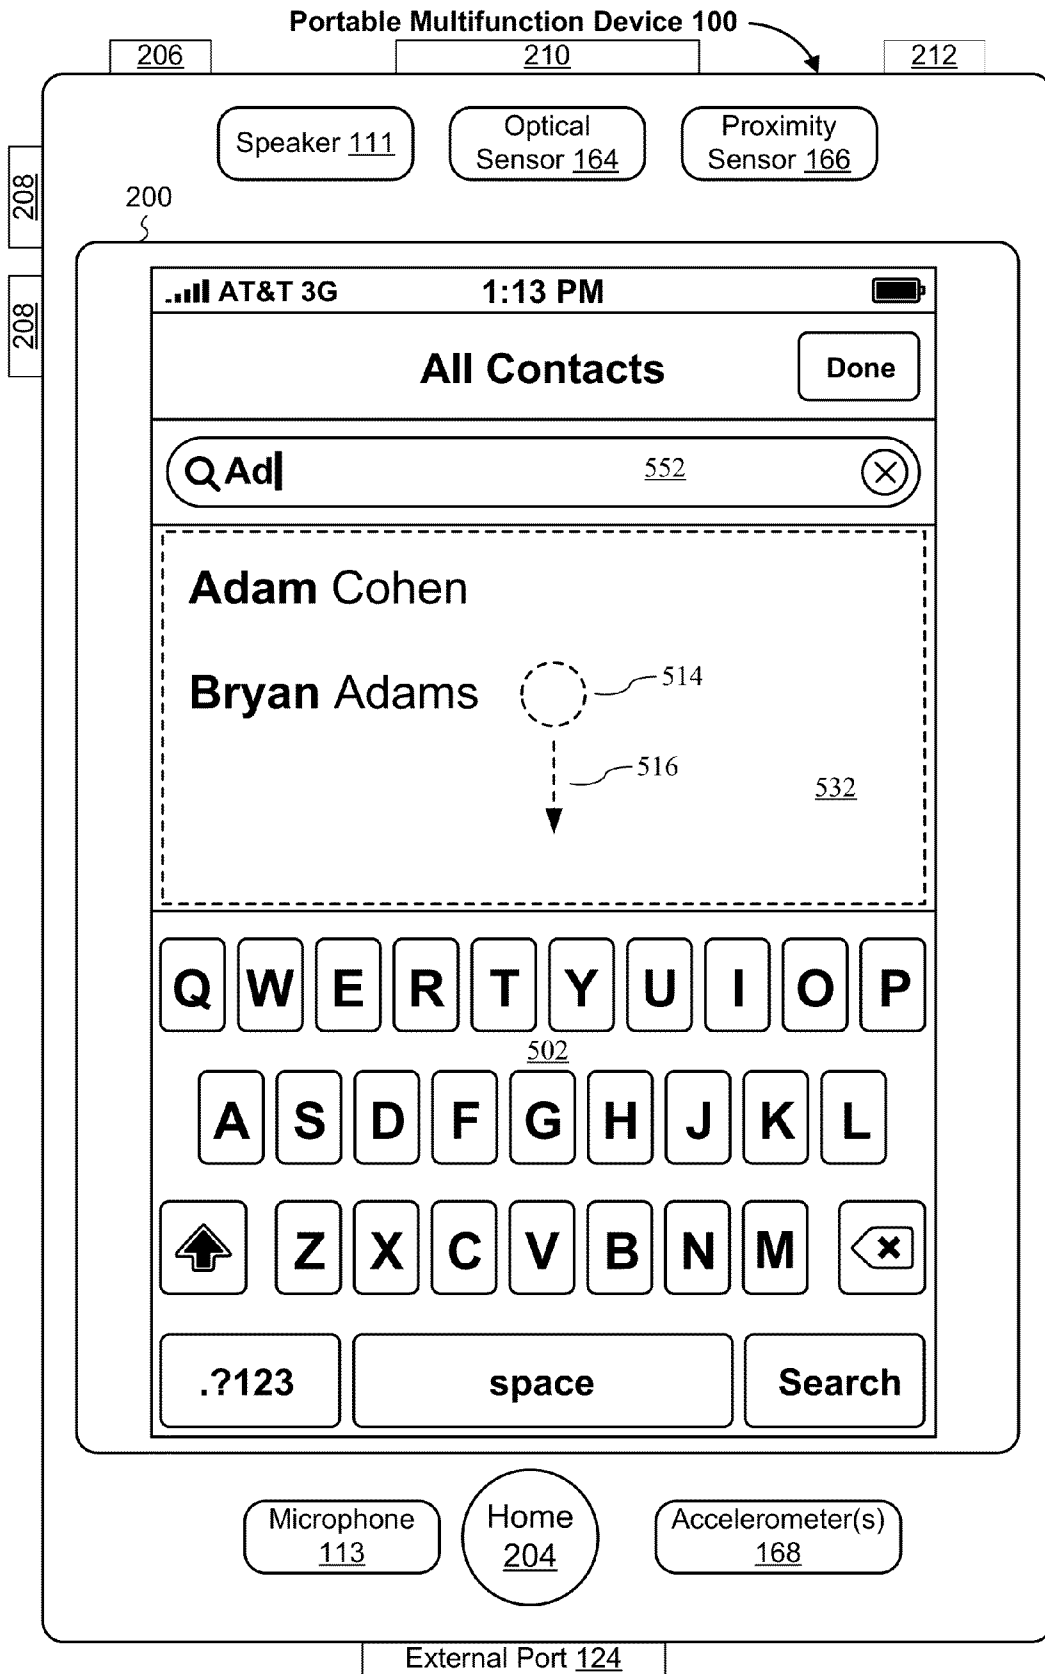 Portable Multifunction Device 100
206
210
212
Speaker 111
Optical
Sensor 164
Proximity
Sensor 166
208
200
208
AT&T 3G 1:13 PM
All Contacts
Done
Ad
552
Adam Cohen
Bryan Adams
514
516
532
Q W E R T Y U I O P
502
A S D F G H J K L
Z X C V B N M
.?123 space Search
Microphone
113
Home
204
Accelerometer(s)
168
External Port 124